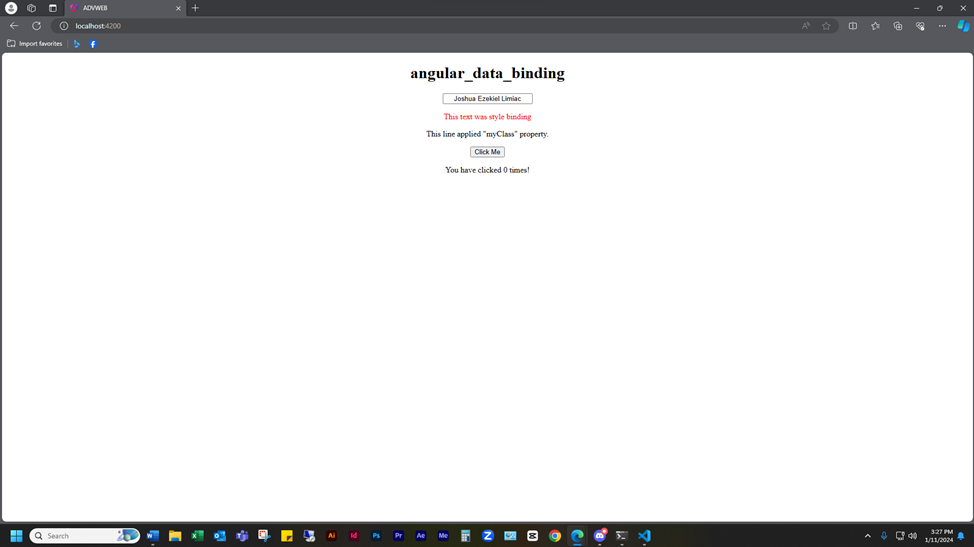 ADVWEB
localhost:4200
Import favorites
angular_data_binding
Joshua Ezekiel Limiac
This text was style binding
This line applied "myClass" property.
Click Me
You have clicked 0 times!
Search
Ai
Id
Ps
Pr
Ae
Me
3:27 PM
1/11/2024